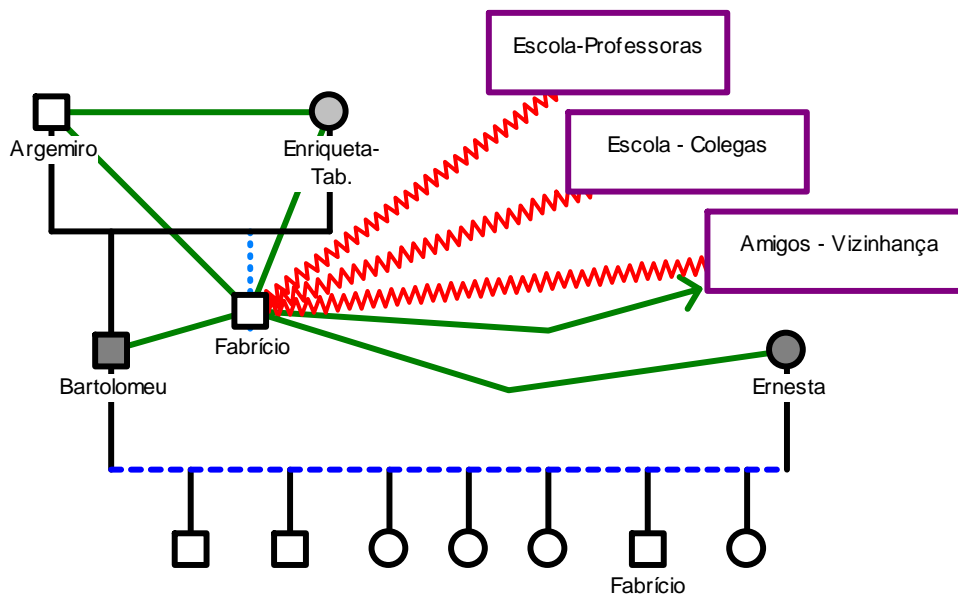 Escola-Professoras
Argemiro
Enriqueta-
Tab.
Escola - Colegas
Amigos - Vizinhança
Fabrício
Bartolomeu
Ernesta
Fabrício